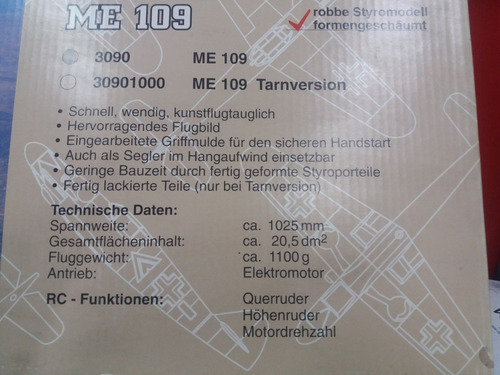 ME 109
robbe Styromodell
formengeschäumt
3090 ME 109
30901000 ME 109 Tarnversion
• Schnell, wendig, kunstflugtauglich
• Hervorragendes Flugbild
• Eingearbeitete Griffmulde für den sicheren Handstart
• Auch als Segler im Hangaufwind einsetzbar
• Geringe Bauzeit durch fertig geformte Styroporteile
• Fertig lackierte Teile (nur bei Tarnversion)
Technische Daten:
Spannweite: ca. 1025 mm
Gesamtflächeninhalt: ca. 20,5 dm²
Fluggewicht: ca. 1100 g
Antrieb: Elektromotor
RC - Funktionen: Querruder
Höhenruder
Motordrehzahl